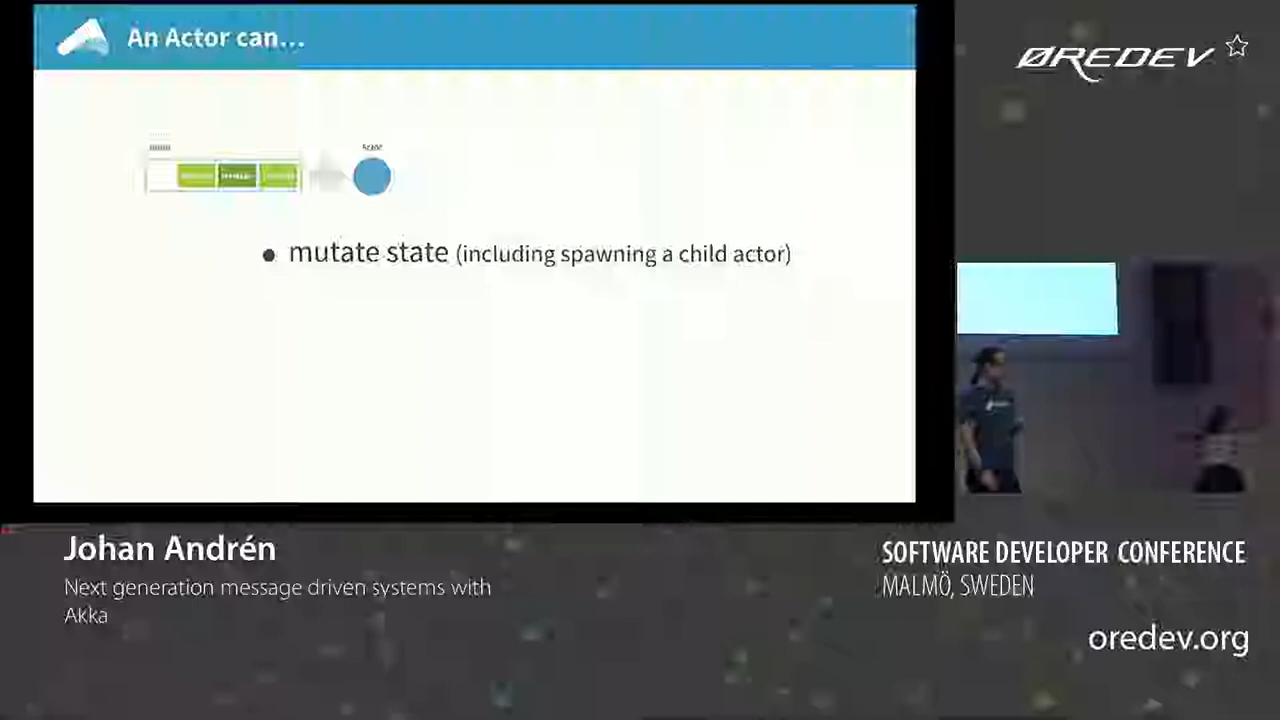 An Actor can...
ØREDEV
Actor
• mutate state (including spawning a child actor)
Johan Andrén
Next generation message driven systems with
Akka
SOFTWARE DEVELOPER CONFERENCE
MALMÖ, SWEDEN
oredev.org